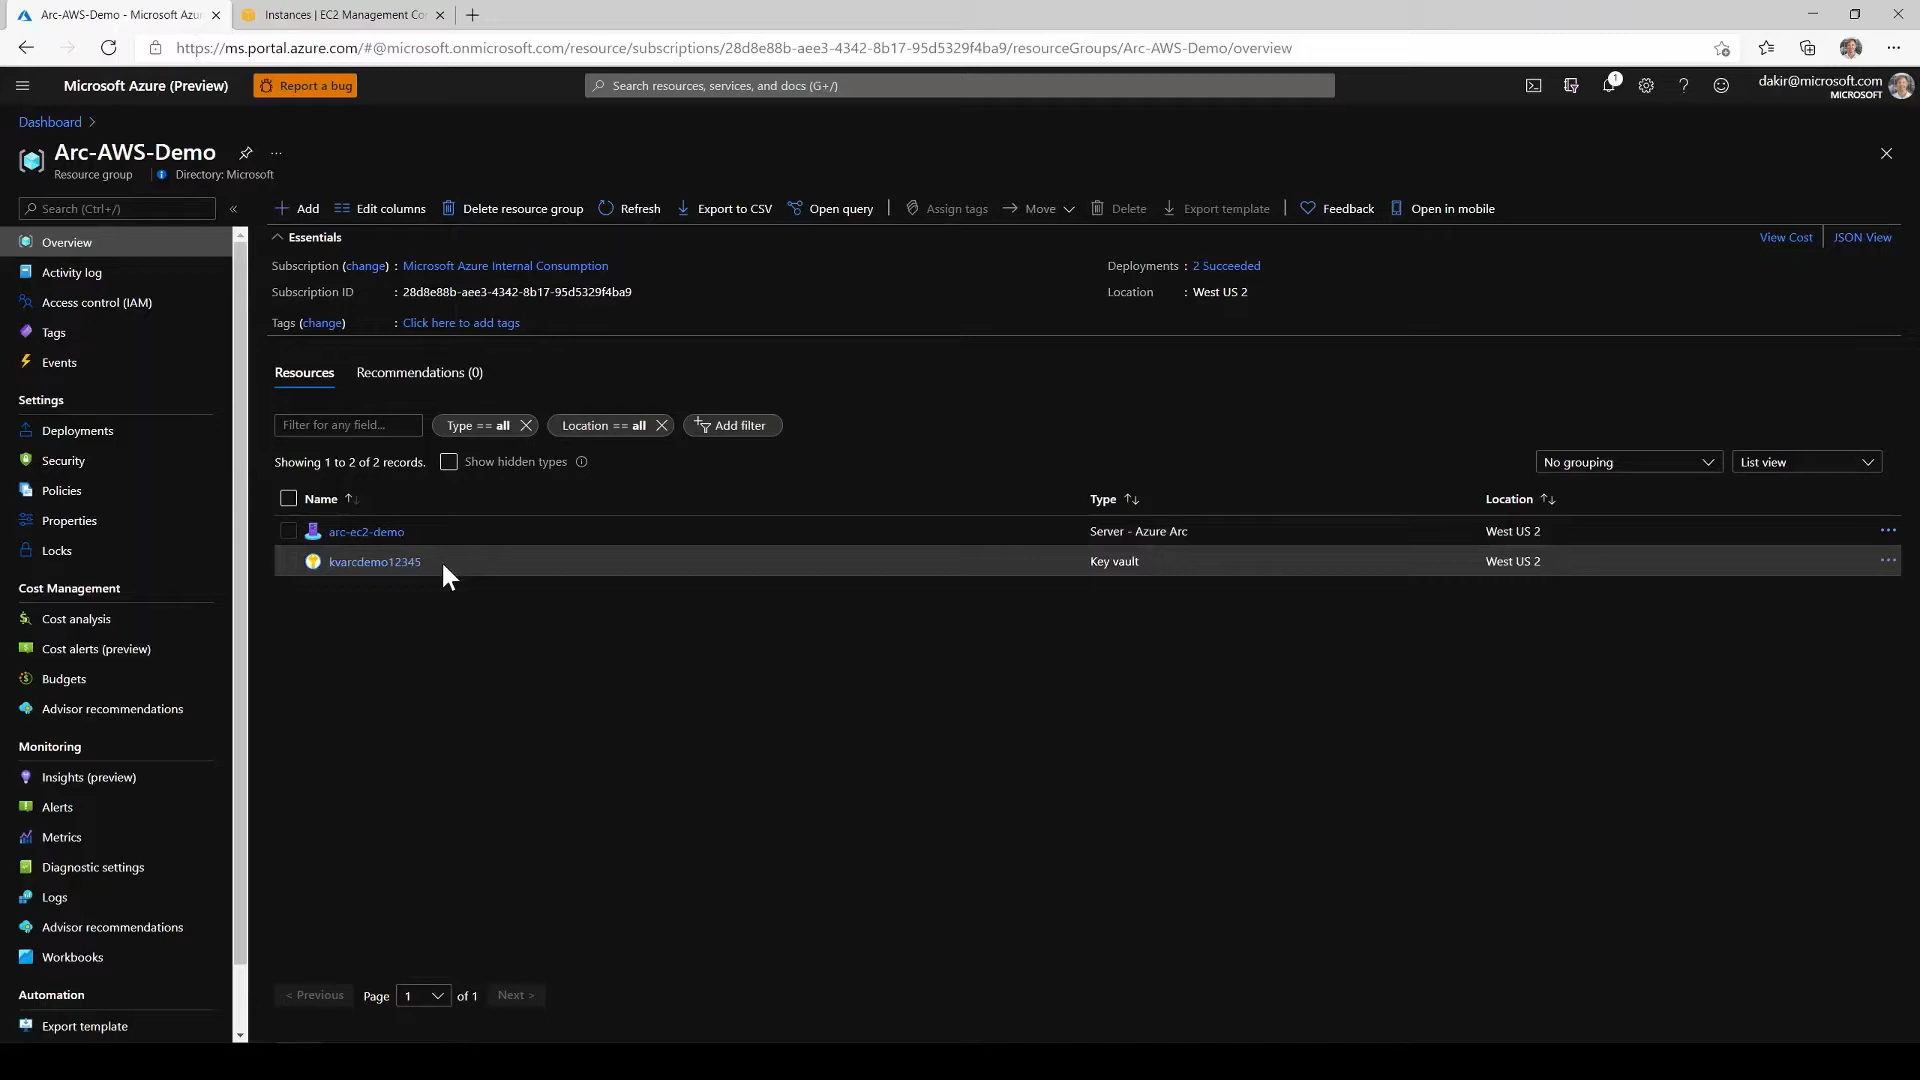 Arc-AWS-Demo - Microsoft Azu
Instances | EC2 Management Co
https://ms.portal.azure.com/#@microsoft.onmicrosoft.com/resource/subscriptions/28d8e88b-aee3-4342-8b17-95d5329f4ba9/resourceGroups/Arc-AWS-Demo/overview
Microsoft Azure (Preview)
Report a bug
Search resources, services, and docs (G+/)
1
dakir@microsoft.com
MICROSOFT
Dashboard >
Arc-AWS-Demo
Resource group
Directory: Microsoft
Search (Ctrl+/)
«
Add
Edit columns
Delete resource group
Refresh
Export to CSV
Open query
Assign tags
Move
Delete
Export template
Feedback
Open in mobile
Overview
Activity log
Access control (IAM)
Tags
Events
Settings
Deployments
Security
Policies
Properties
Locks
Cost Management
Cost analysis
Cost alerts (preview)
Budgets
Advisor recommendations
Monitoring
Insights (preview)
Alerts
Metrics
Diagnostic settings
Logs
Advisor recommendations
Workbooks
Automation
Export template
Essentials
View Cost
JSON View
Subscription (change) : Microsoft Azure Internal Consumption
Deployments : 2 Succeeded
Subscription ID : 28d8e88b-aee3-4342-8b17-95d5329f4ba9
Location : West US 2
Tags (change) : Click here to add tags
Resources
Recommendations (0)
Filter for any field...
Type == all
Location == all
Add filter
Showing 1 to 2 of 2 records.
Show hidden types
No grouping
List view
Name
Type
Location
arc-ec2-demo
Server - Azure Arc
West US 2
kvarcdemo12345
Key vault
West US 2
< Previous
Page 1 of 1
Next >